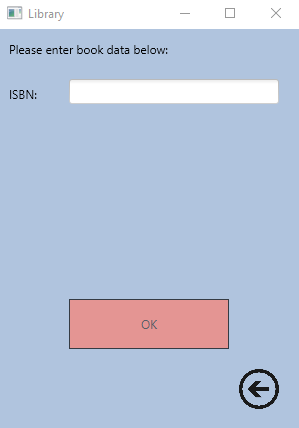 Library
Please enter book data below:
ISBN:
OK